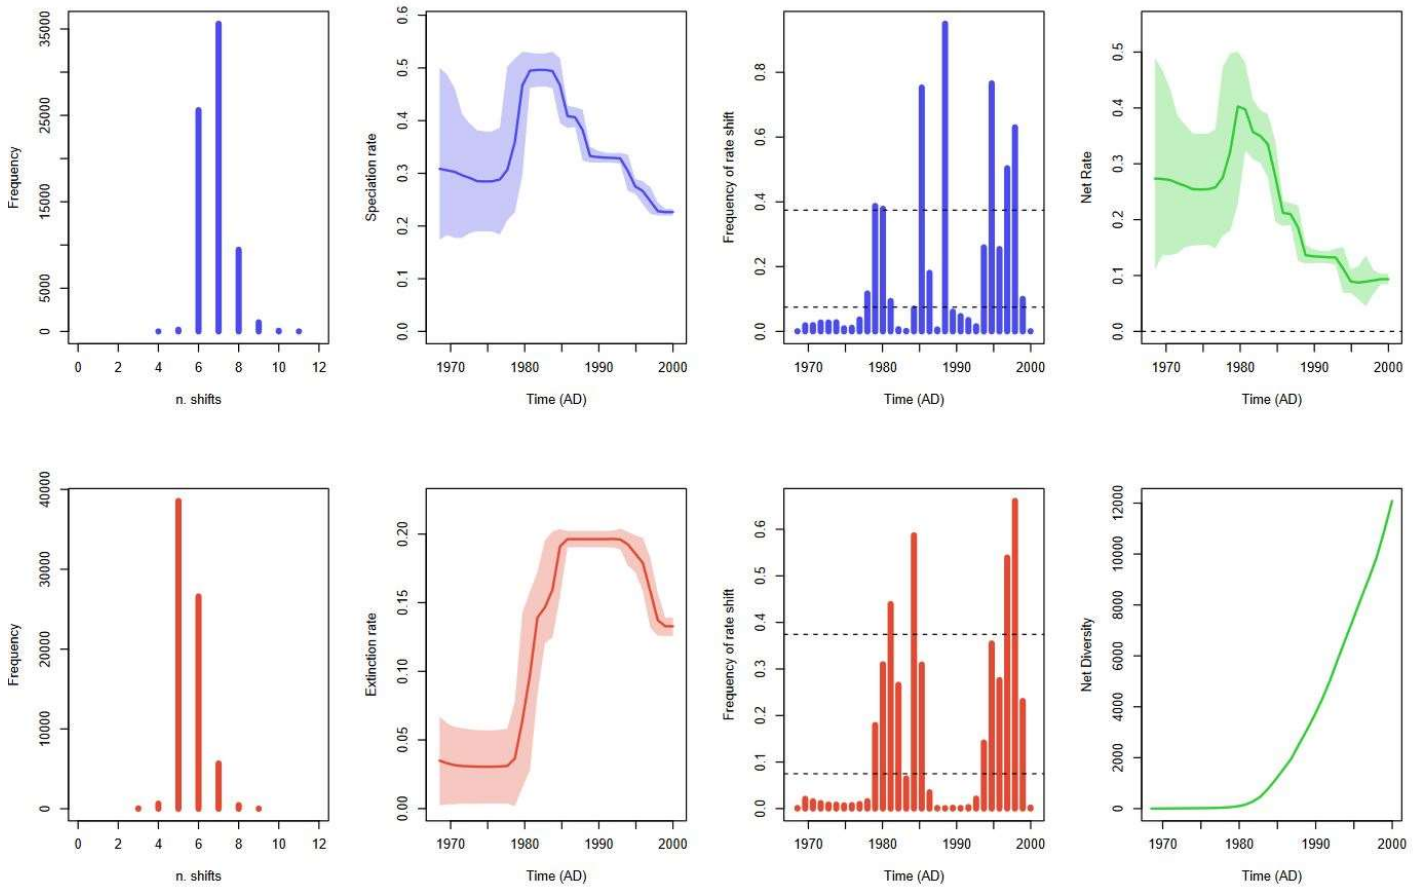 Frequency
0 5000 15000 25000 35000
0 2 4 6 8 10 12
n. shifts
Speciation rate
0.0 0.1 0.2 0.3 0.4 0.5 0.6
1970 1980 1990 2000
Time (AD)
Frequency of rate shift
0.0 0.2 0.4 0.6 0.8
1970 1980 1990 2000
Time (AD)
Net Rate
0.0 0.1 0.2 0.3 0.4 0.5
1970 1980 1990 2000
Time (AD)
Frequency
0 10000 20000 30000 40000
0 2 4 6 8 10 12
n. shifts
Extinction rate
0.00 0.05 0.10 0.15 0.20
1970 1980 1990 2000
Time (AD)
Frequency of rate shift
0.0 0.1 0.2 0.3 0.4 0.5 0.6
1970 1980 1990 2000
Time (AD)
Net Diversity
0 2000 4000 6000 8000 10000 12000
1970 1980 1990 2000
Time (AD)